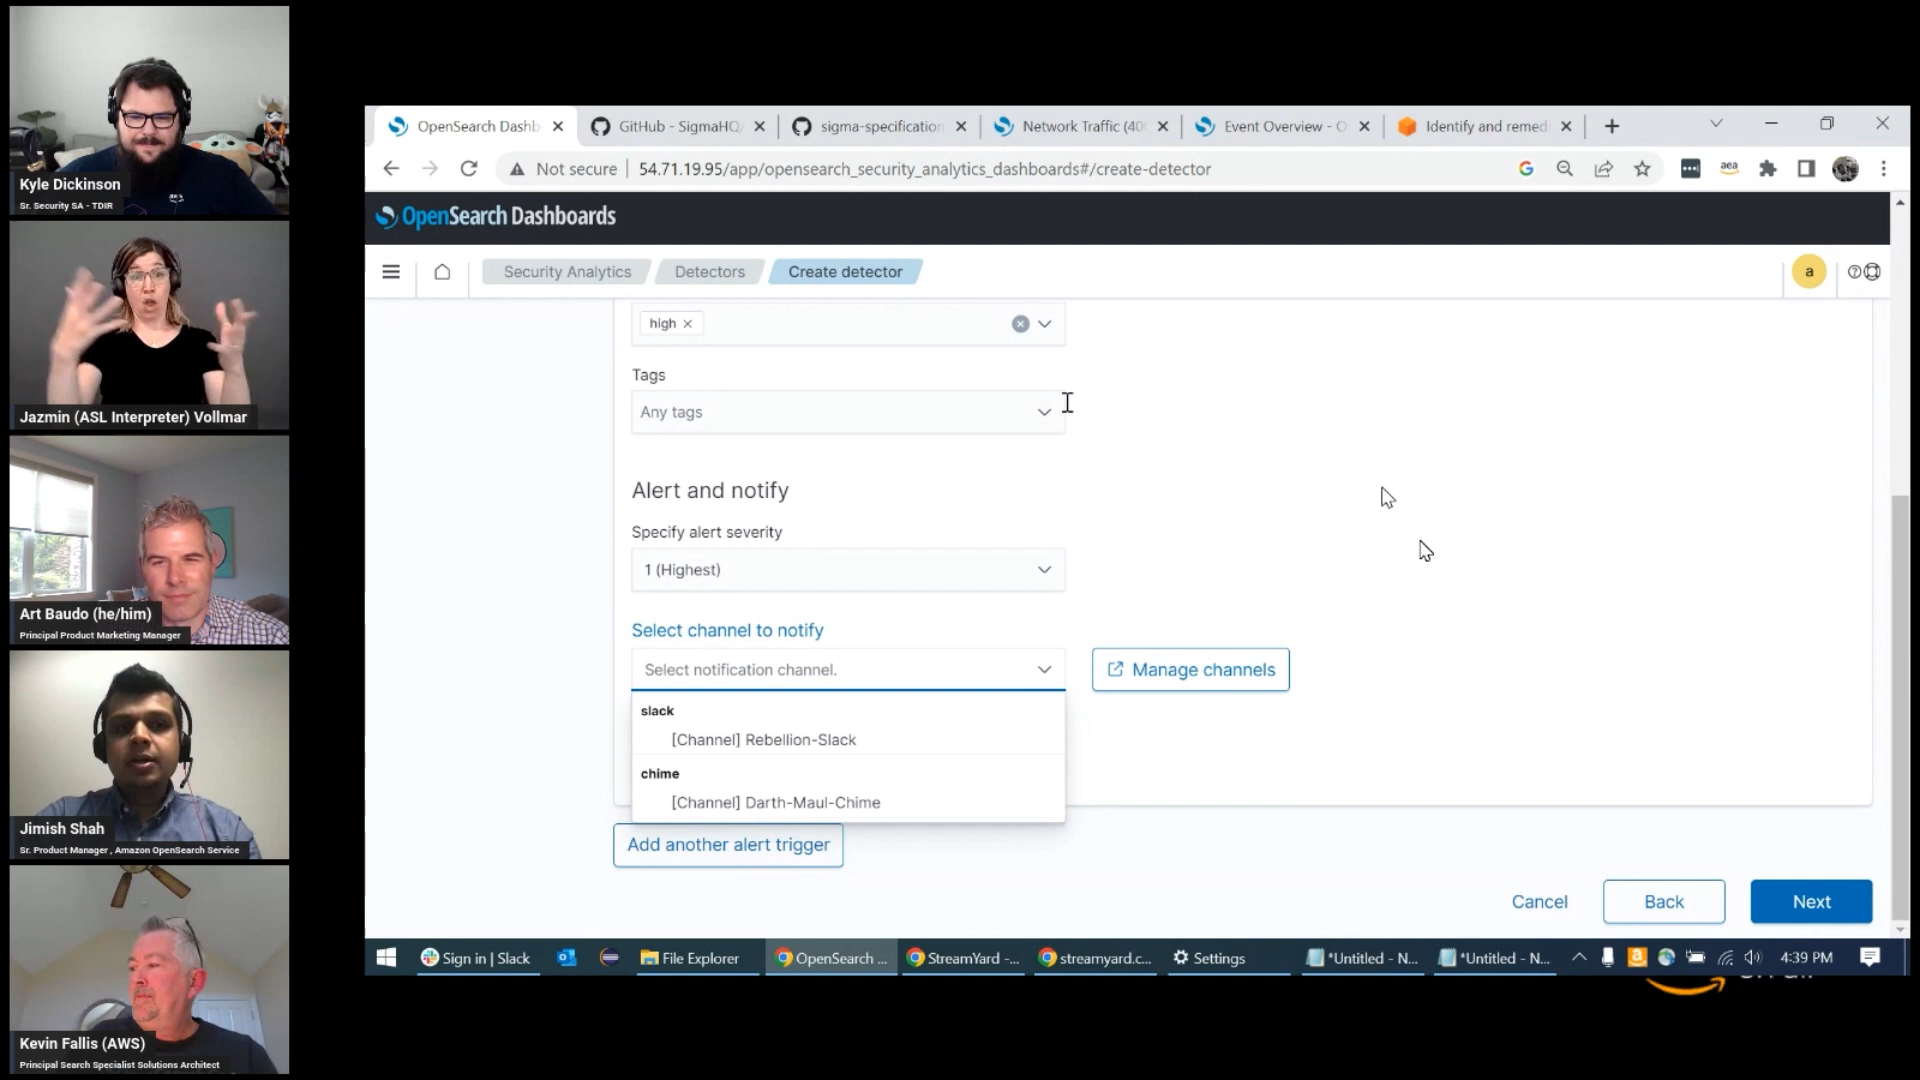 Kyle Dickinson
Sr. Security SA - TDIR
Jazmin (ASL Interpreter) Vollmar
Art Baudo (he/him)
Principal Product Marketing Manager
Jimish Shah
Sr. Product Manager , Amazon OpenSearch Service
Kevin Fallis (AWS)
Principal Search Specialist Solutions Architect
OpenSearch Dashb
GitHub - SigmaHQ/
sigma-specification
Network Traffic (40
Event Overview - O
Identify and remed
Not secure
54.71.19.95/app/opensearch_security_analytics_dashboards#/create-detector
aea
OpenSearch Dashboards
Security Analytics
Detectors
Create detector
a
high
Tags
Any tags
Alert and notify
Specify alert severity
1 (Highest)
Select channel to notify
Select notification channel.
Manage channels
slack
[Channel] Rebellion-Slack
chime
[Channel] Darth-Maul-Chime
Add another alert trigger
Cancel
Back
Next
Sign in | Slack
File Explorer
OpenSearch ...
StreamYard -...
streamyard.c...
Settings
*Untitled - N...
*Untitled - N...
4:39 PM